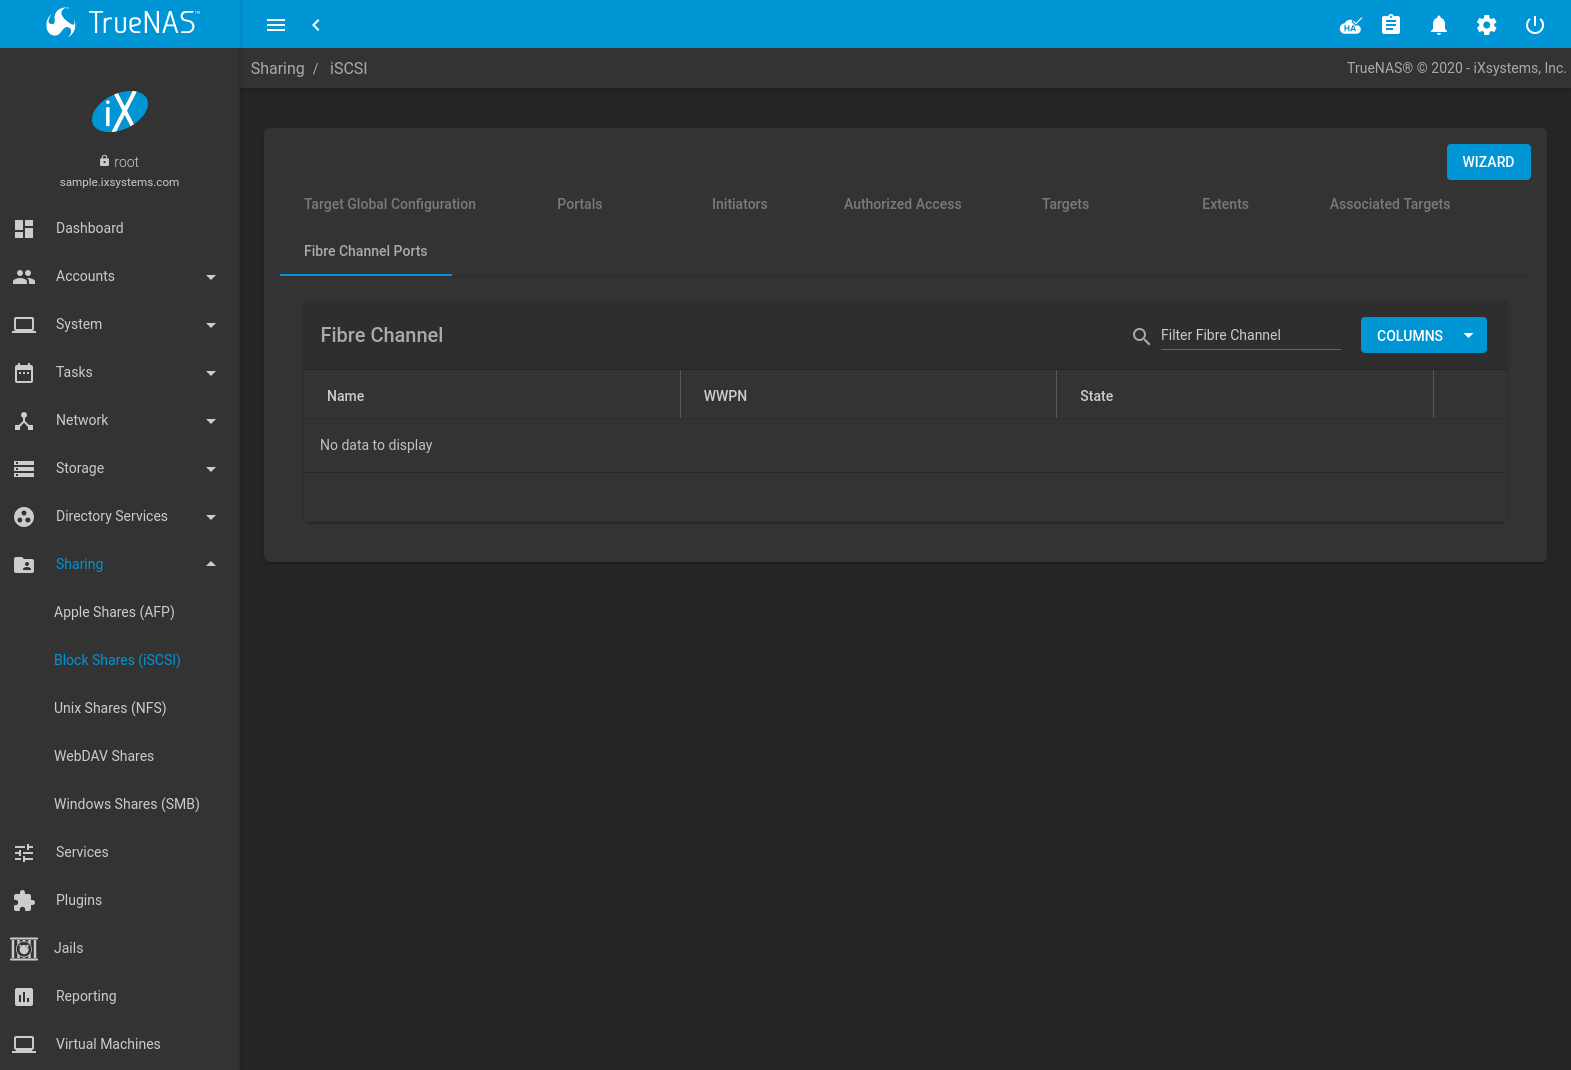 TrueNAS™
HA
Sharing / iSCSI
TrueNAS® © 2020 - iXsystems, Inc.
iX
root
sample.ixsystems.com
Dashboard
Accounts
System
Tasks
Network
Storage
Directory Services
Sharing
Apple Shares (AFP)
Block Shares (iSCSI)
Unix Shares (NFS)
WebDAV Shares
Windows Shares (SMB)
Services
Plugins
Jails
Reporting
Virtual Machines
WIZARD
Target Global Configuration Portals Initiators Authorized Access Targets Extents Associated Targets
Fibre Channel Ports
Fibre Channel Filter Fibre Channel COLUMNS
Name WWPN State
No data to display